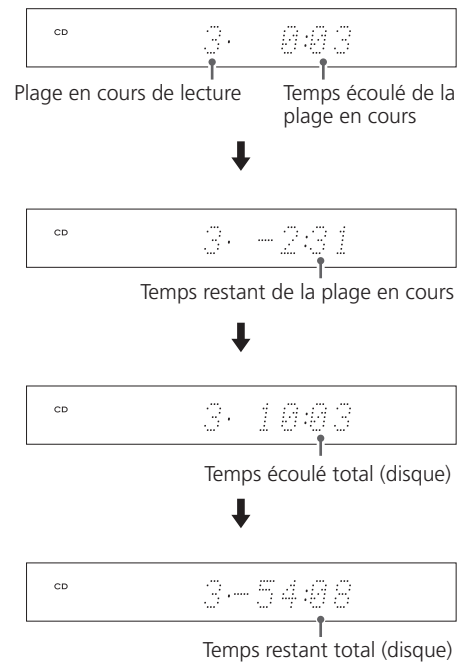 CD 3. 0:03
Plage en cours de lecture
Temps écoulé de la
plage en cours
CD 3. -2:31
Temps restant de la plage en cours
CD 3. 10:03
Temps écoulé total (disque)
CD 3.-54:08
Temps restant total (disque)